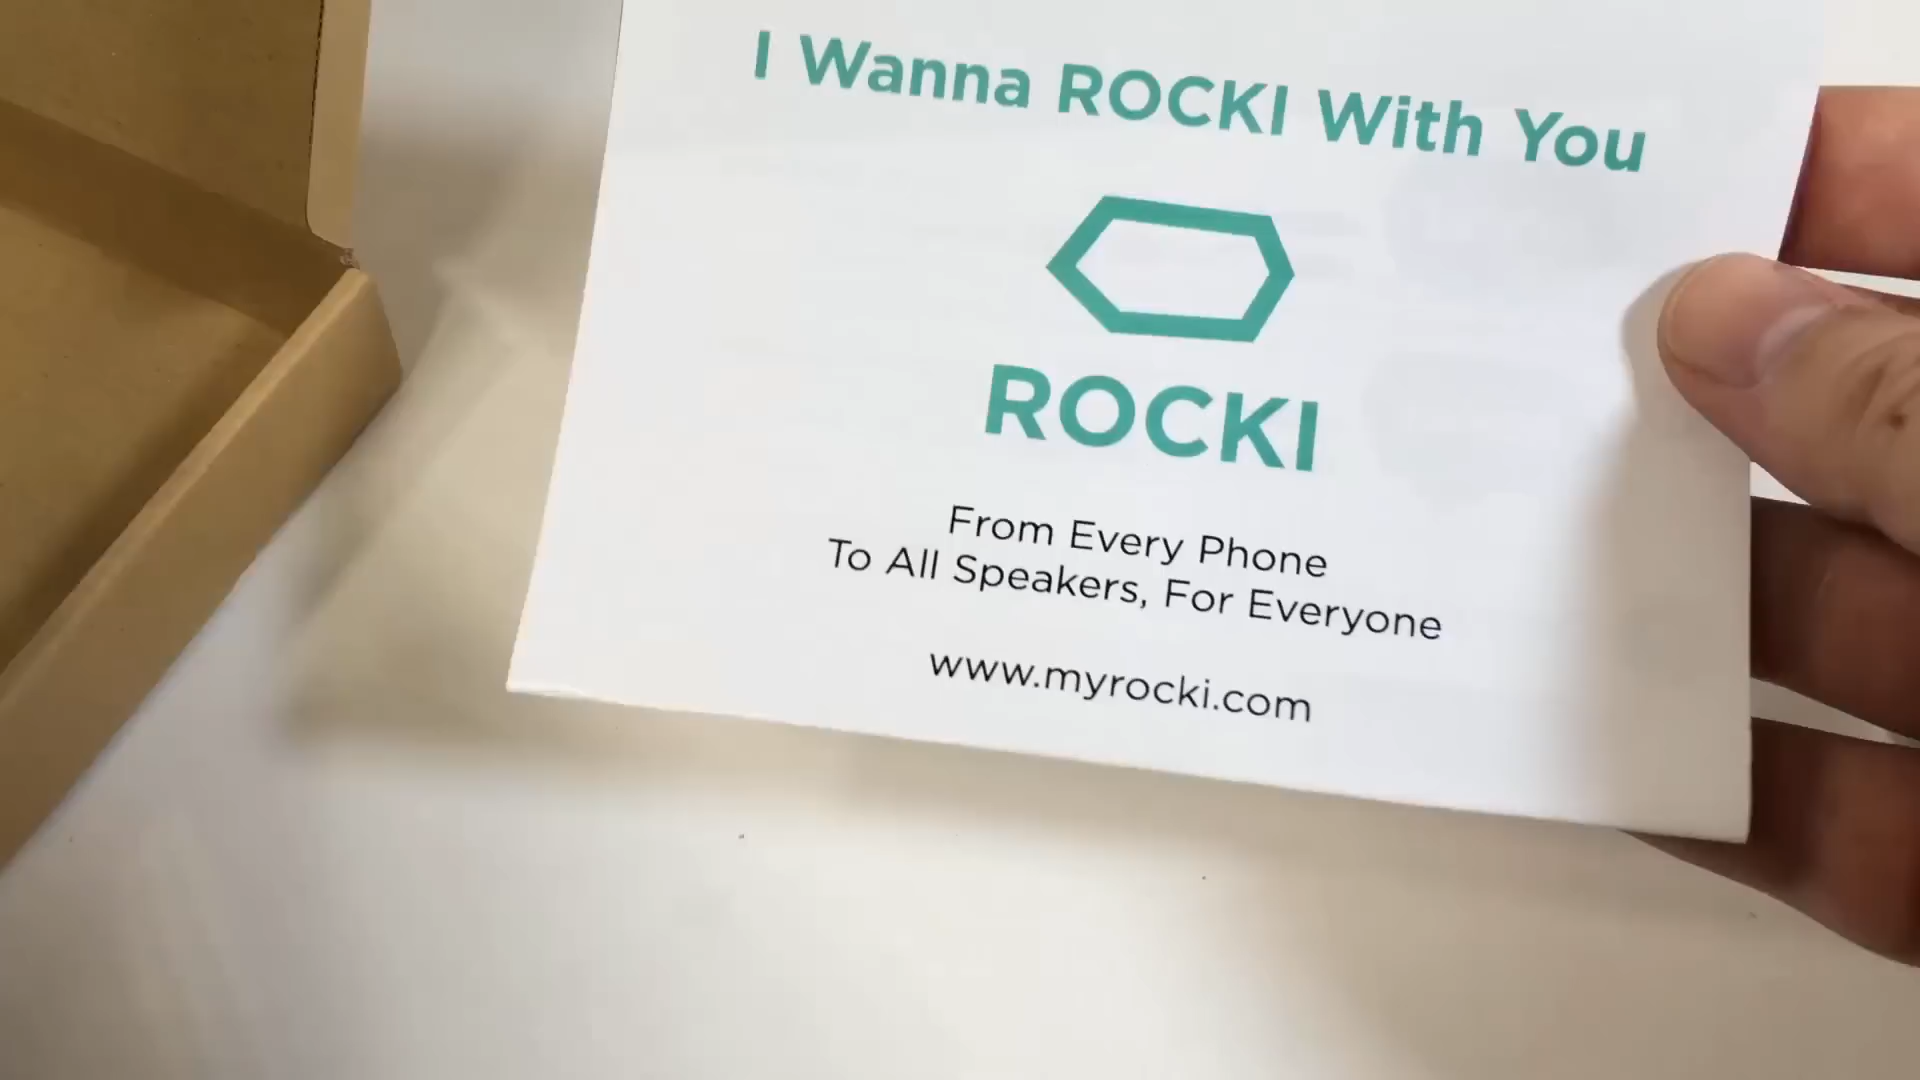 I Wanna ROCKI With You
ROCKI
From Every Phone
To All Speakers, For Everyone
www.myrocki.com